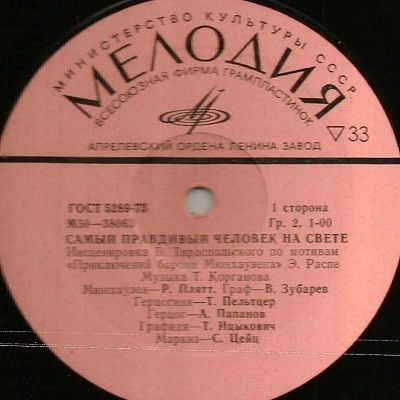 МИНИСТЕРСТВО КУЛЬТУРЫ СССР
МЕЛОДИЯ
ВСЕСОЮЗНАЯ ФИРМА ГРАМПЛАСТИНОК
▽33
АПРЕЛЕВСКИЙ ОРДЕНА ЛЕНИНА ЗАВОД
ГОСТ 5289-73
1 сторона
№50—38063
Гр. 2. 1-00
САМЫЙ ПРАВДИВЫЙ ЧЕЛОВЕК НА СВЕТЕ
Инсценировка Б. Тираспольского по мотивам
«Приключений барона Мюнхаузена» Э. Распе
Музыка Т. Корганова
Мюнхаузен—Р. Плятт. Граф—В. Зубарев
Герцогиня—Т. Пельтцер
Герцог—А. Папанов
Графиня—Т. Ицыкович
Маркиз—С. Цейц